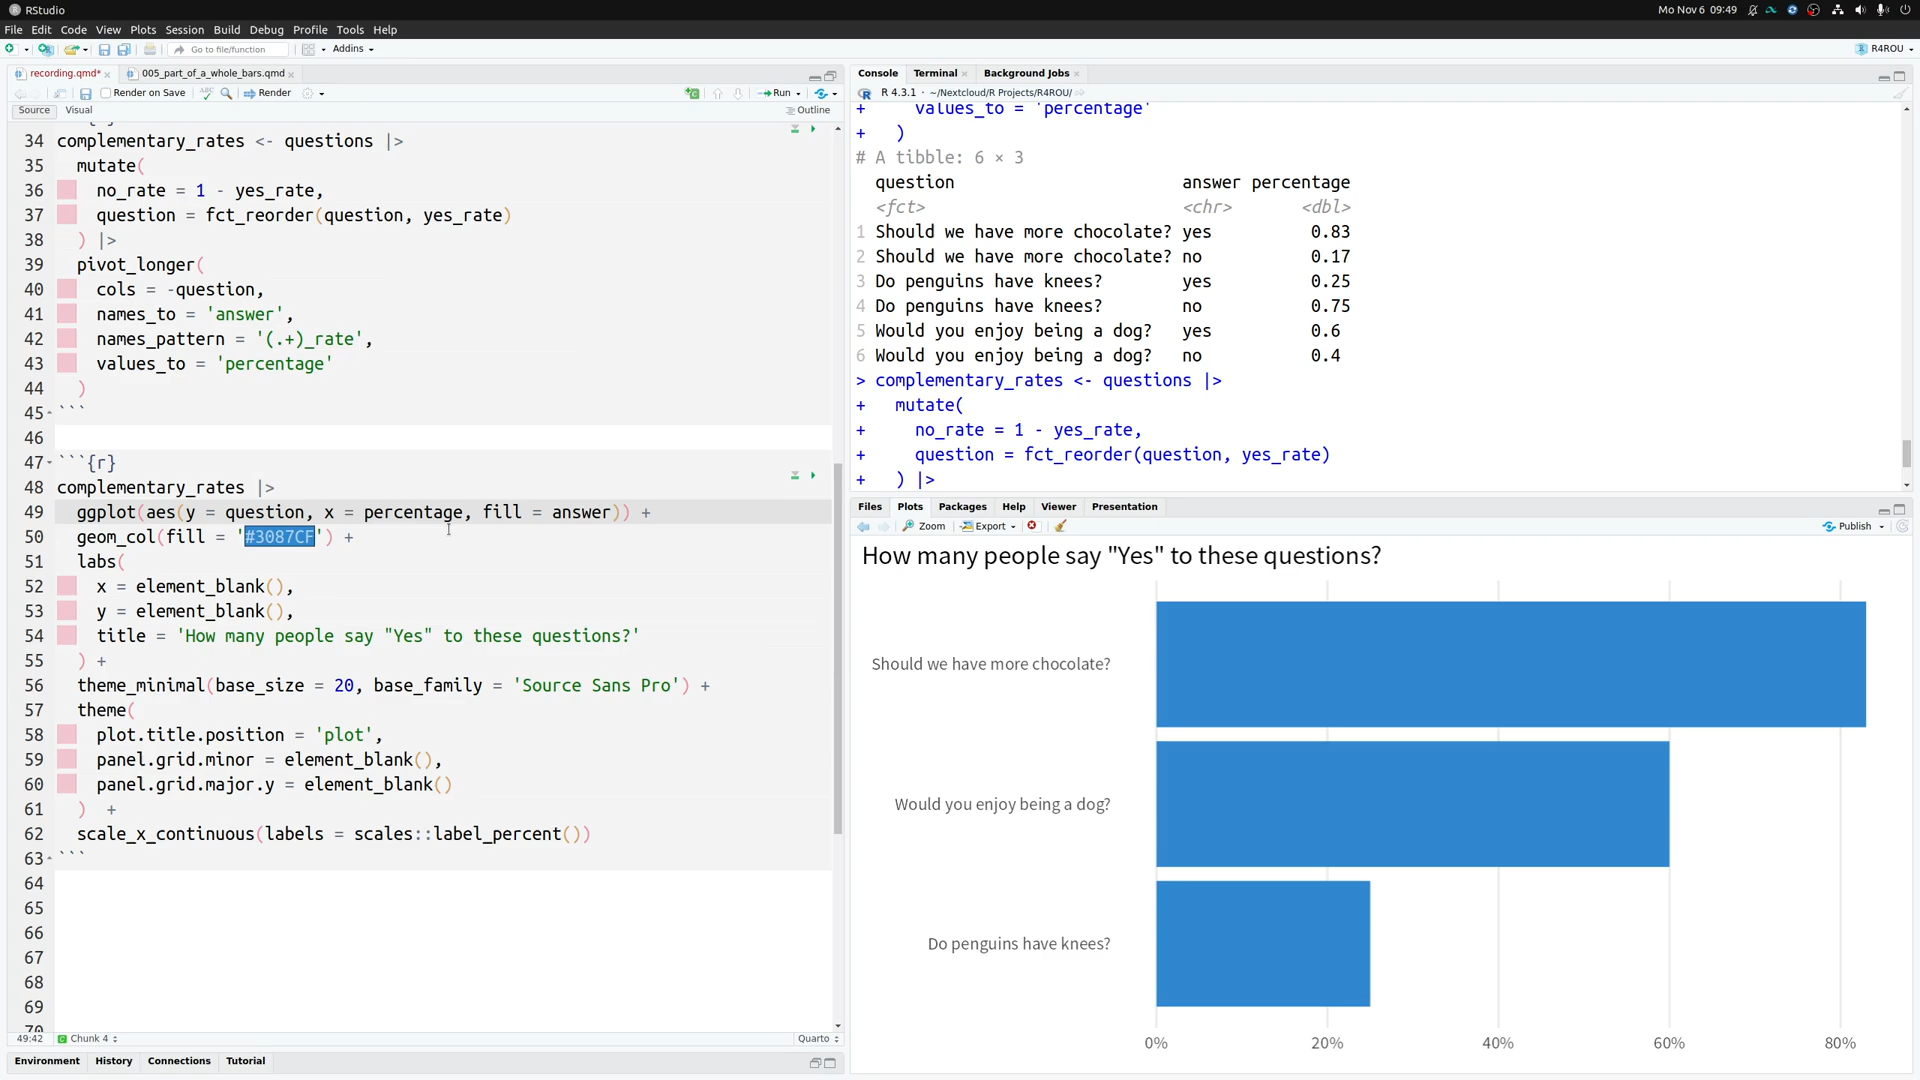 RStudio
Mo Nov 6 09:49
File Edit Code View Plots Session Build Debug Profile Tools Help
Go to file/function
Addins
R4ROU
recording.qmd*
005_part_of_a_whole_bars.qmd
Render on Save
ABC
Render
Run
Source Visual
Outline
34 complementary_rates <- questions |>
35 mutate(
36 no_rate = 1 - yes_rate,
37 question = fct_reorder(question, yes_rate)
38 ) |>
39 pivot_longer(
40 cols = -question,
41 names_to = 'answer',
42 names_pattern = '(.+)_rate',
43 values_to = 'percentage'
44 )
45 ```
46
47 ```{r}
48 complementary_rates |>
49 ggplot(aes(y = question, x = percentage, fill = answer)) +
50 geom_col(fill = '#3087CF') +
51 labs(
52 x = element_blank(),
53 y = element_blank(),
54 title = 'How many people say "Yes" to these questions?'
55 ) +
56 theme_minimal(base_size = 20, base_family = 'Source Sans Pro') +
57 theme(
58 plot.title.position = 'plot',
59 panel.grid.minor = element_blank(),
60 panel.grid.major.y = element_blank()
61 ) +
62 scale_x_continuous(labels = scales::label_percent())
63 ```
64
65
66
67
68
69
70
49:42 Chunk 4 Quarto
Environment History Connections Tutorial
Console Terminal Background Jobs
R 4.3.1 · ~/Nextcloud/R Projects/R4ROU/
+ values_to = 'percentage'
+ )
# A tibble: 6 × 3
question answer percentage
<fct> <chr> <dbl>
1 Should we have more chocolate? yes 0.83
2 Should we have more chocolate? no 0.17
3 Do penguins have knees? yes 0.25
4 Do penguins have knees? no 0.75
5 Would you enjoy being a dog? yes 0.6
6 Would you enjoy being a dog? no 0.4
> complementary_rates <- questions |>
+ mutate(
+ no_rate = 1 - yes_rate,
+ question = fct_reorder(question, yes_rate)
+ ) |>
Files Plots Packages Help Viewer Presentation
Zoom Export Publish
How many people say "Yes" to these questions?
Should we have more chocolate?
Would you enjoy being a dog?
Do penguins have knees?
0% 20% 40% 60% 80%